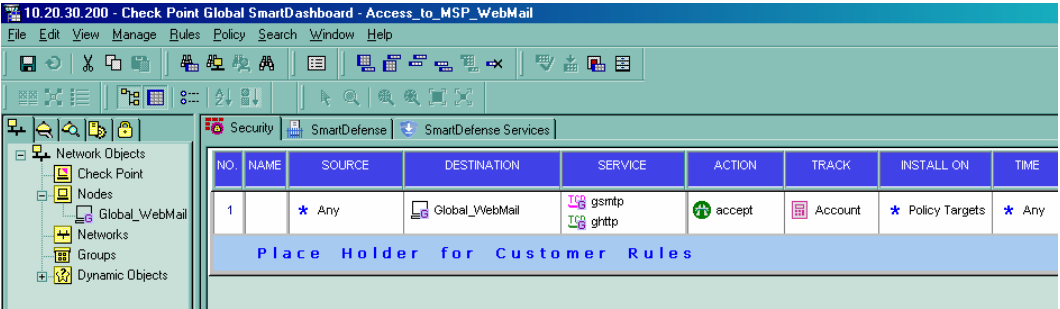 10.20.30.200 - Check Point Global SmartDashboard - Access_to_MSP_WebMail
File Edit View Manage Rules Policy Search Window Help
Security SmartDefense SmartDefense Services
Network Objects
Check Point
Nodes
Global_WebMail
Networks
Groups
Dynamic Objects
NO. NAME SOURCE DESTINATION SERVICE ACTION TRACK INSTALL ON TIME
1 * Any Global_WebMail TCP gsmtp TCP ghttp accept Account * Policy Targets * Any
Place Holder for Customer Rules